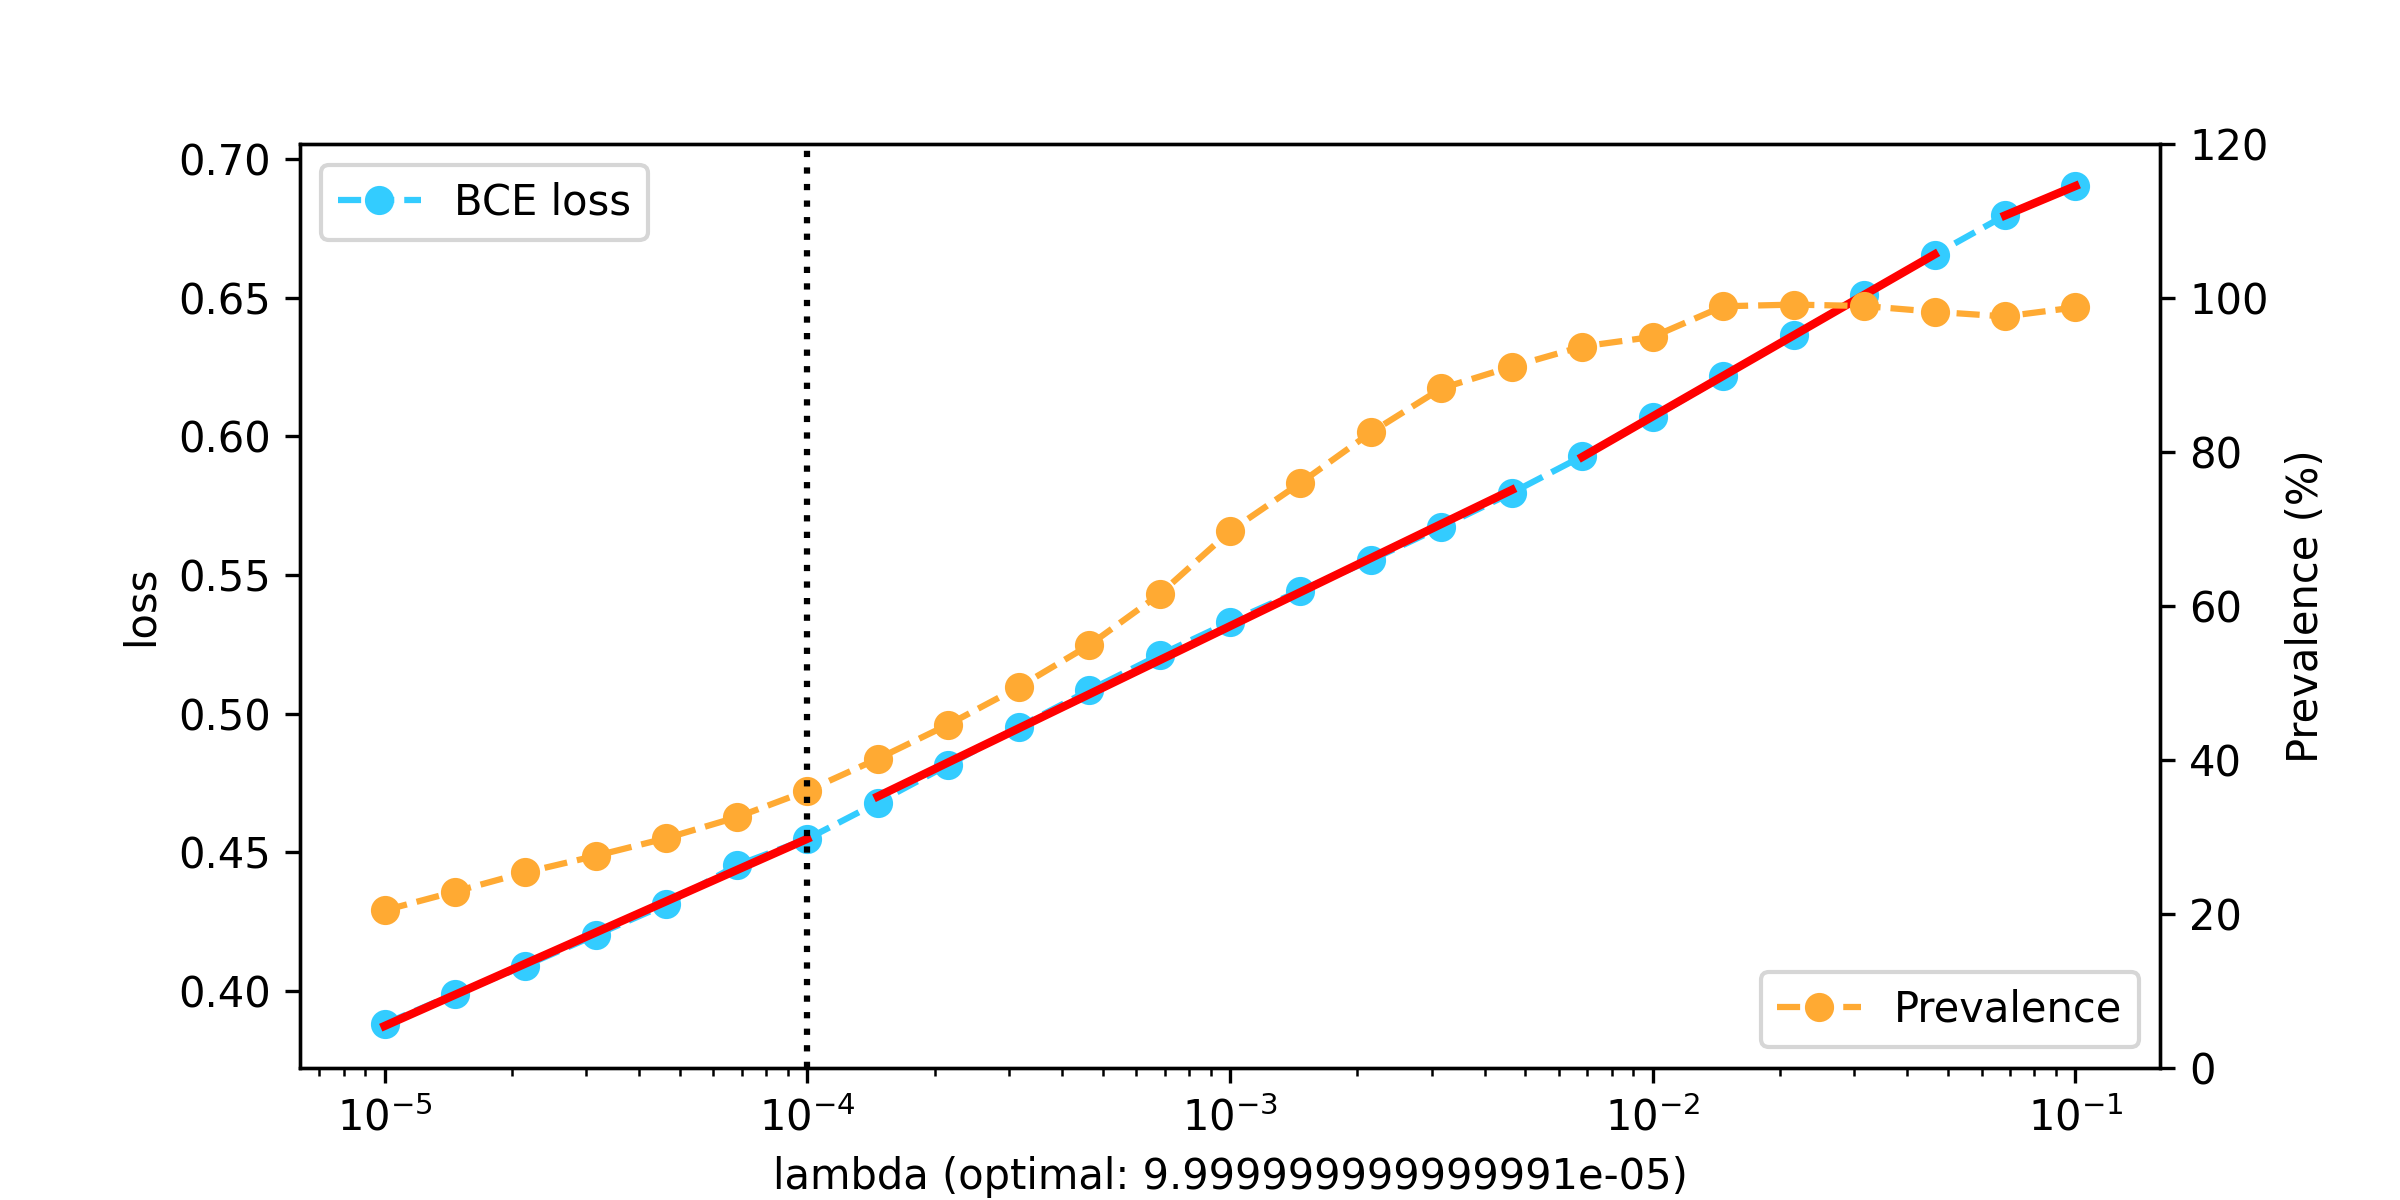 0.70
0.65
0.60
0.55
0.50
0.45
0.40
loss
BCE loss
120
100
80
60
40
20
0
Prevalence (%)
Prevalence
10⁻⁵ 10⁻⁴ 10⁻³ 10⁻² 10⁻¹
lambda (optimal: 9.999999999999991e-05)